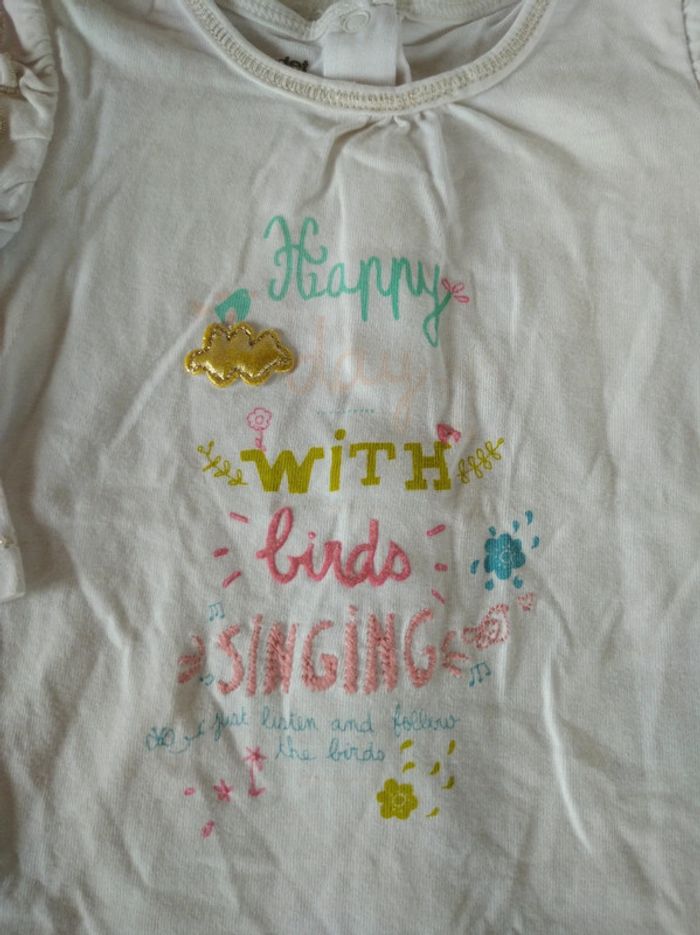 Happy
day
WiTH
birds
SiNGiNG
just listen and follow
the birds